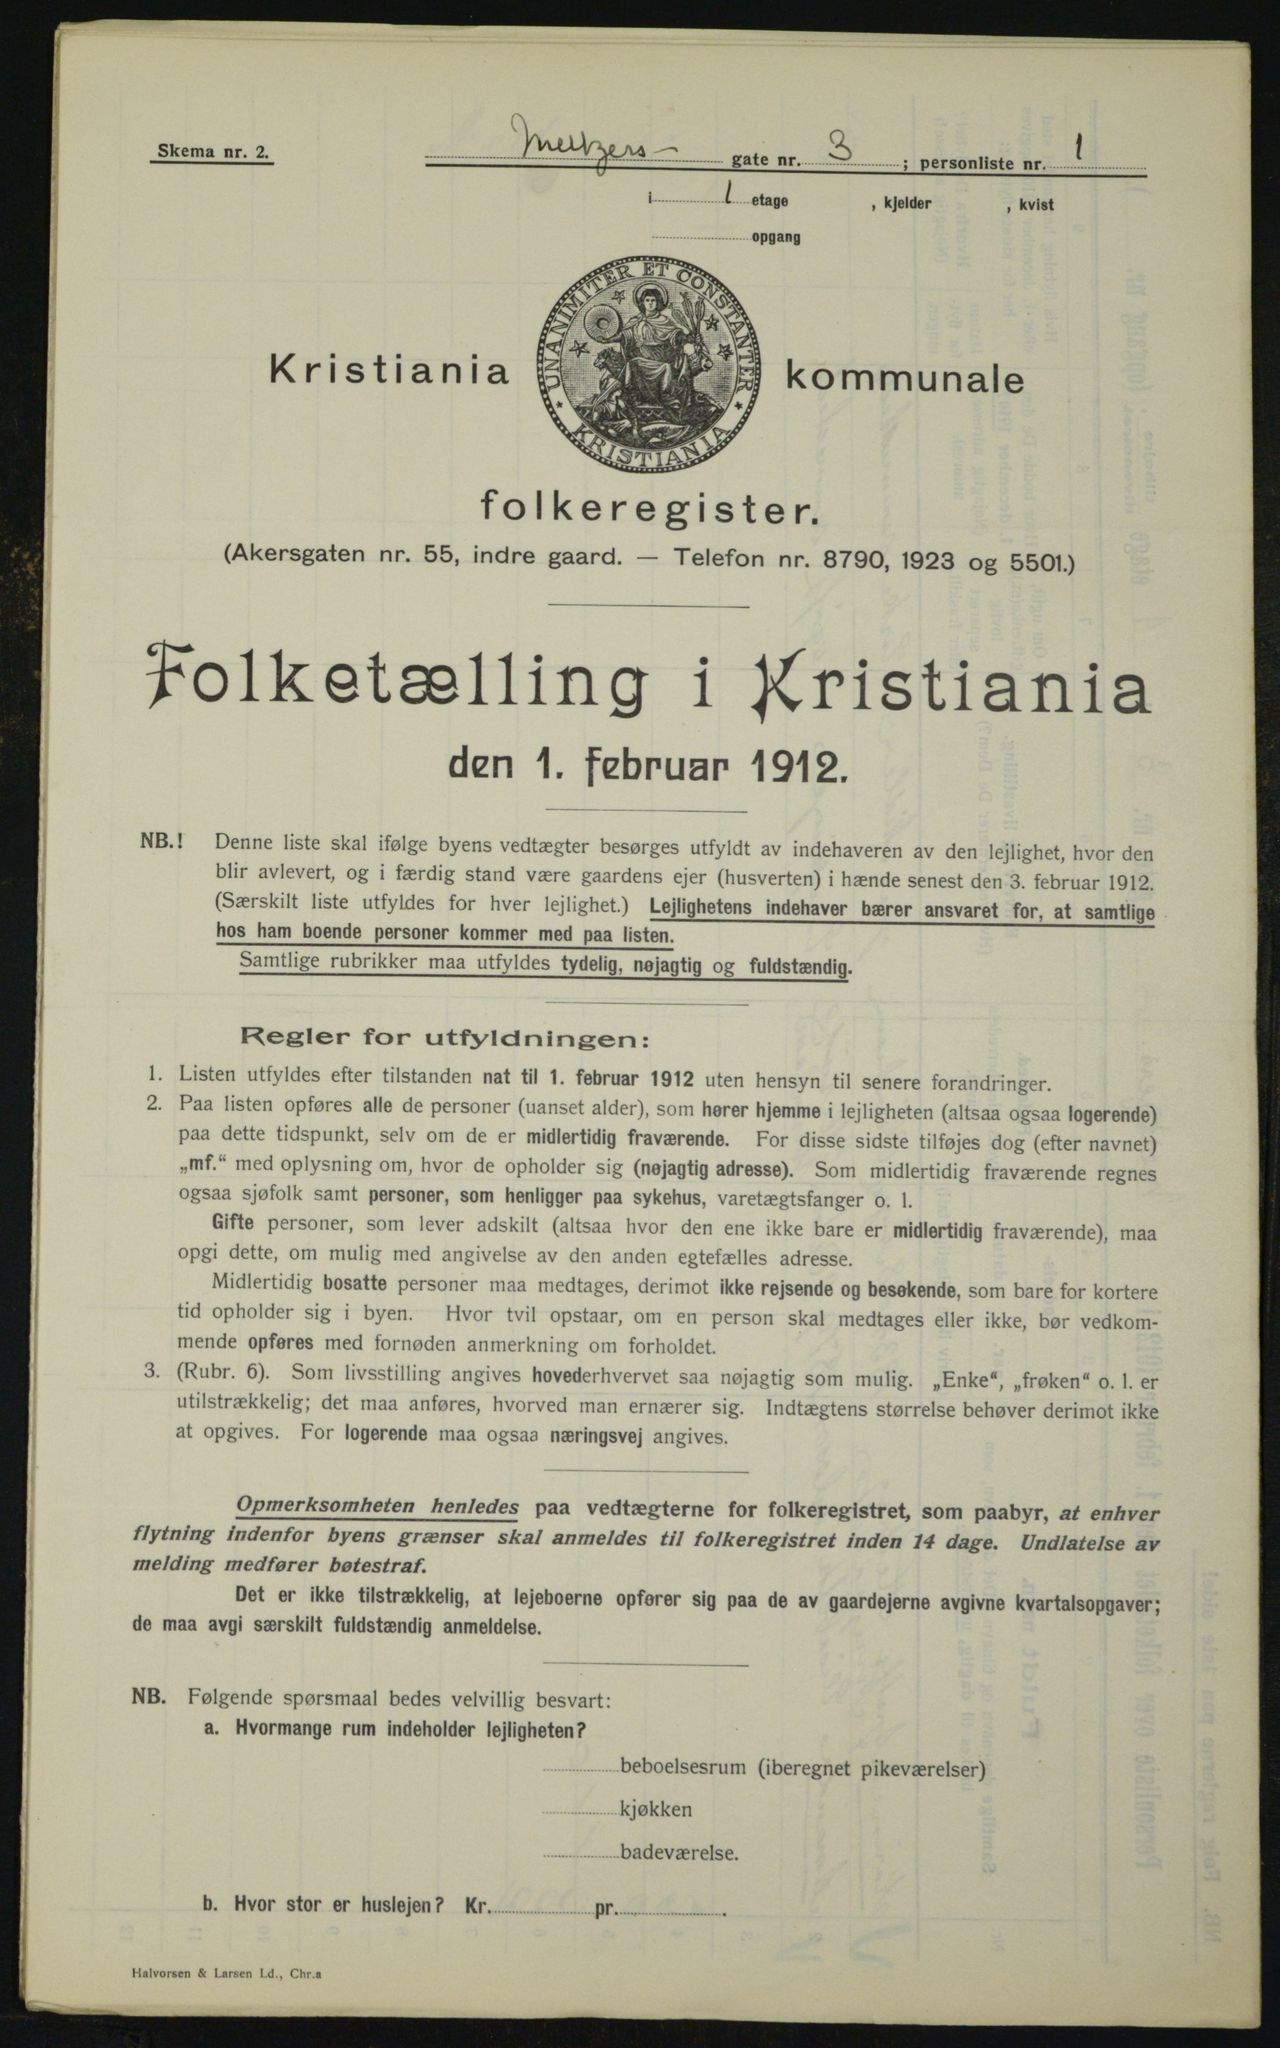 Skema nr. 2.
Meltzers- gate nr. 3 ; personliste nr. 1
i 1 etage , kjelder , kvist
opgang
UNANIMITER ET CONSTANTER
KRISTIANIA
Kristiania kommunale
folkeregister.
(Akersgaten nr. 55, indre gaard. — Telefon nr. 8790, 1923 og 5501.)
Folketælling i Kristiania
den 1. februar 1912.
NB.! Denne liste skal ifølge byens vedtægter besørges utfyldt av indehaveren av den lejlighet, hvor den
blir avlevert, og i færdig stand være gaardens ejer (husverten) i hænde senest den 3. februar 1912.
(Særskilt liste utfyldes for hver lejlighet.) Lejlighetens indehaver bærer ansvaret for, at samtlige
hos ham boende personer kommer med paa listen.
Samtlige rubrikker maa utfyldes tydelig, nøjagtig og fuldstændig.
Regler for utfyldningen:
1. Listen utfyldes efter tilstanden nat til 1. februar 1912 uten hensyn til senere forandringer.
2. Paa listen opføres alle de personer (uanset alder), som hører hjemme i lejligheten (altsaa ogsaa logerende)
paa dette tidspunkt, selv om de er midlertidig fraværende. For disse sidste tilføjes dog (efter navnet)
„mf.“ med oplysning om, hvor de opholder sig (nøjagtig adresse). Som midlertidig fraværende regnes
ogsaa sjøfolk samt personer, som henligger paa sykehus, varetægtsfanger o. l.
Gifte personer, som lever adskilt (altsaa hvor den ene ikke bare er midlertidig fraværende), maa
opgi dette, om mulig med angivelse av den anden egtefælles adresse.
Midlertidig bosatte personer maa medtages, derimot ikke rejsende og besøkende, som bare for kortere
tid opholder sig i byen. Hvor tvil opstaar, om en person skal medtages eller ikke, bør vedkom-
mende opføres med fornøden anmerkning om forholdet.
3. (Rubr. 6). Som livsstilling angives hovederhvervet saa nøjagtig som mulig. „Enke“, „frøken“ o. l. er
utilstrækkelig; det maa anføres, hvorved man ernærer sig. Indtægtens størrelse behøver derimot ikke
at opgives. For logerende maa ogsaa næringsvej angives.
Opmerksomheten henledes paa vedtægterne for folkeregistret, som paabyr, at enhver
flytning indenfor byens grænser skal anmeldes til folkeregistret inden 14 dage. Undlatelse av
melding medfører bøtestraf.
Det er ikke tilstrækkelig, at lejeboerne opfører sig paa de av gaardejerne avgivne kvartalsopgaver;
de maa avgi særskilt fuldstændig anmeldelse.
NB. Følgende spørsmaal bedes velvillig besvart:
a. Hvormange rum indeholder lejligheten?
beboelsesrum (iberegnet pikeværelser)
kjøkken
badeværelse.
b. Hvor stor er huslejen? Kr. pr. .
Halvorsen & Larsen Ld., Chr.a